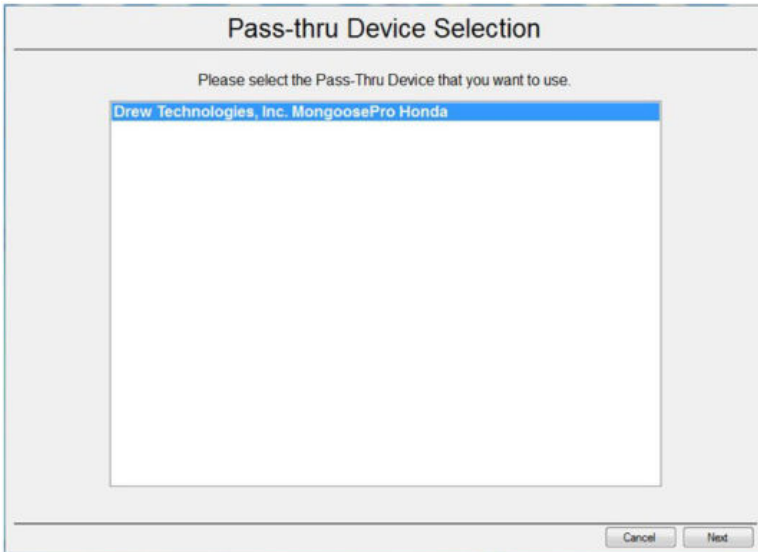 Pass-thru Device Selection
Please select the Pass-Thru Device that you want to use.
Drew Technologies, Inc. MongoosePro Honda
Cancel Next